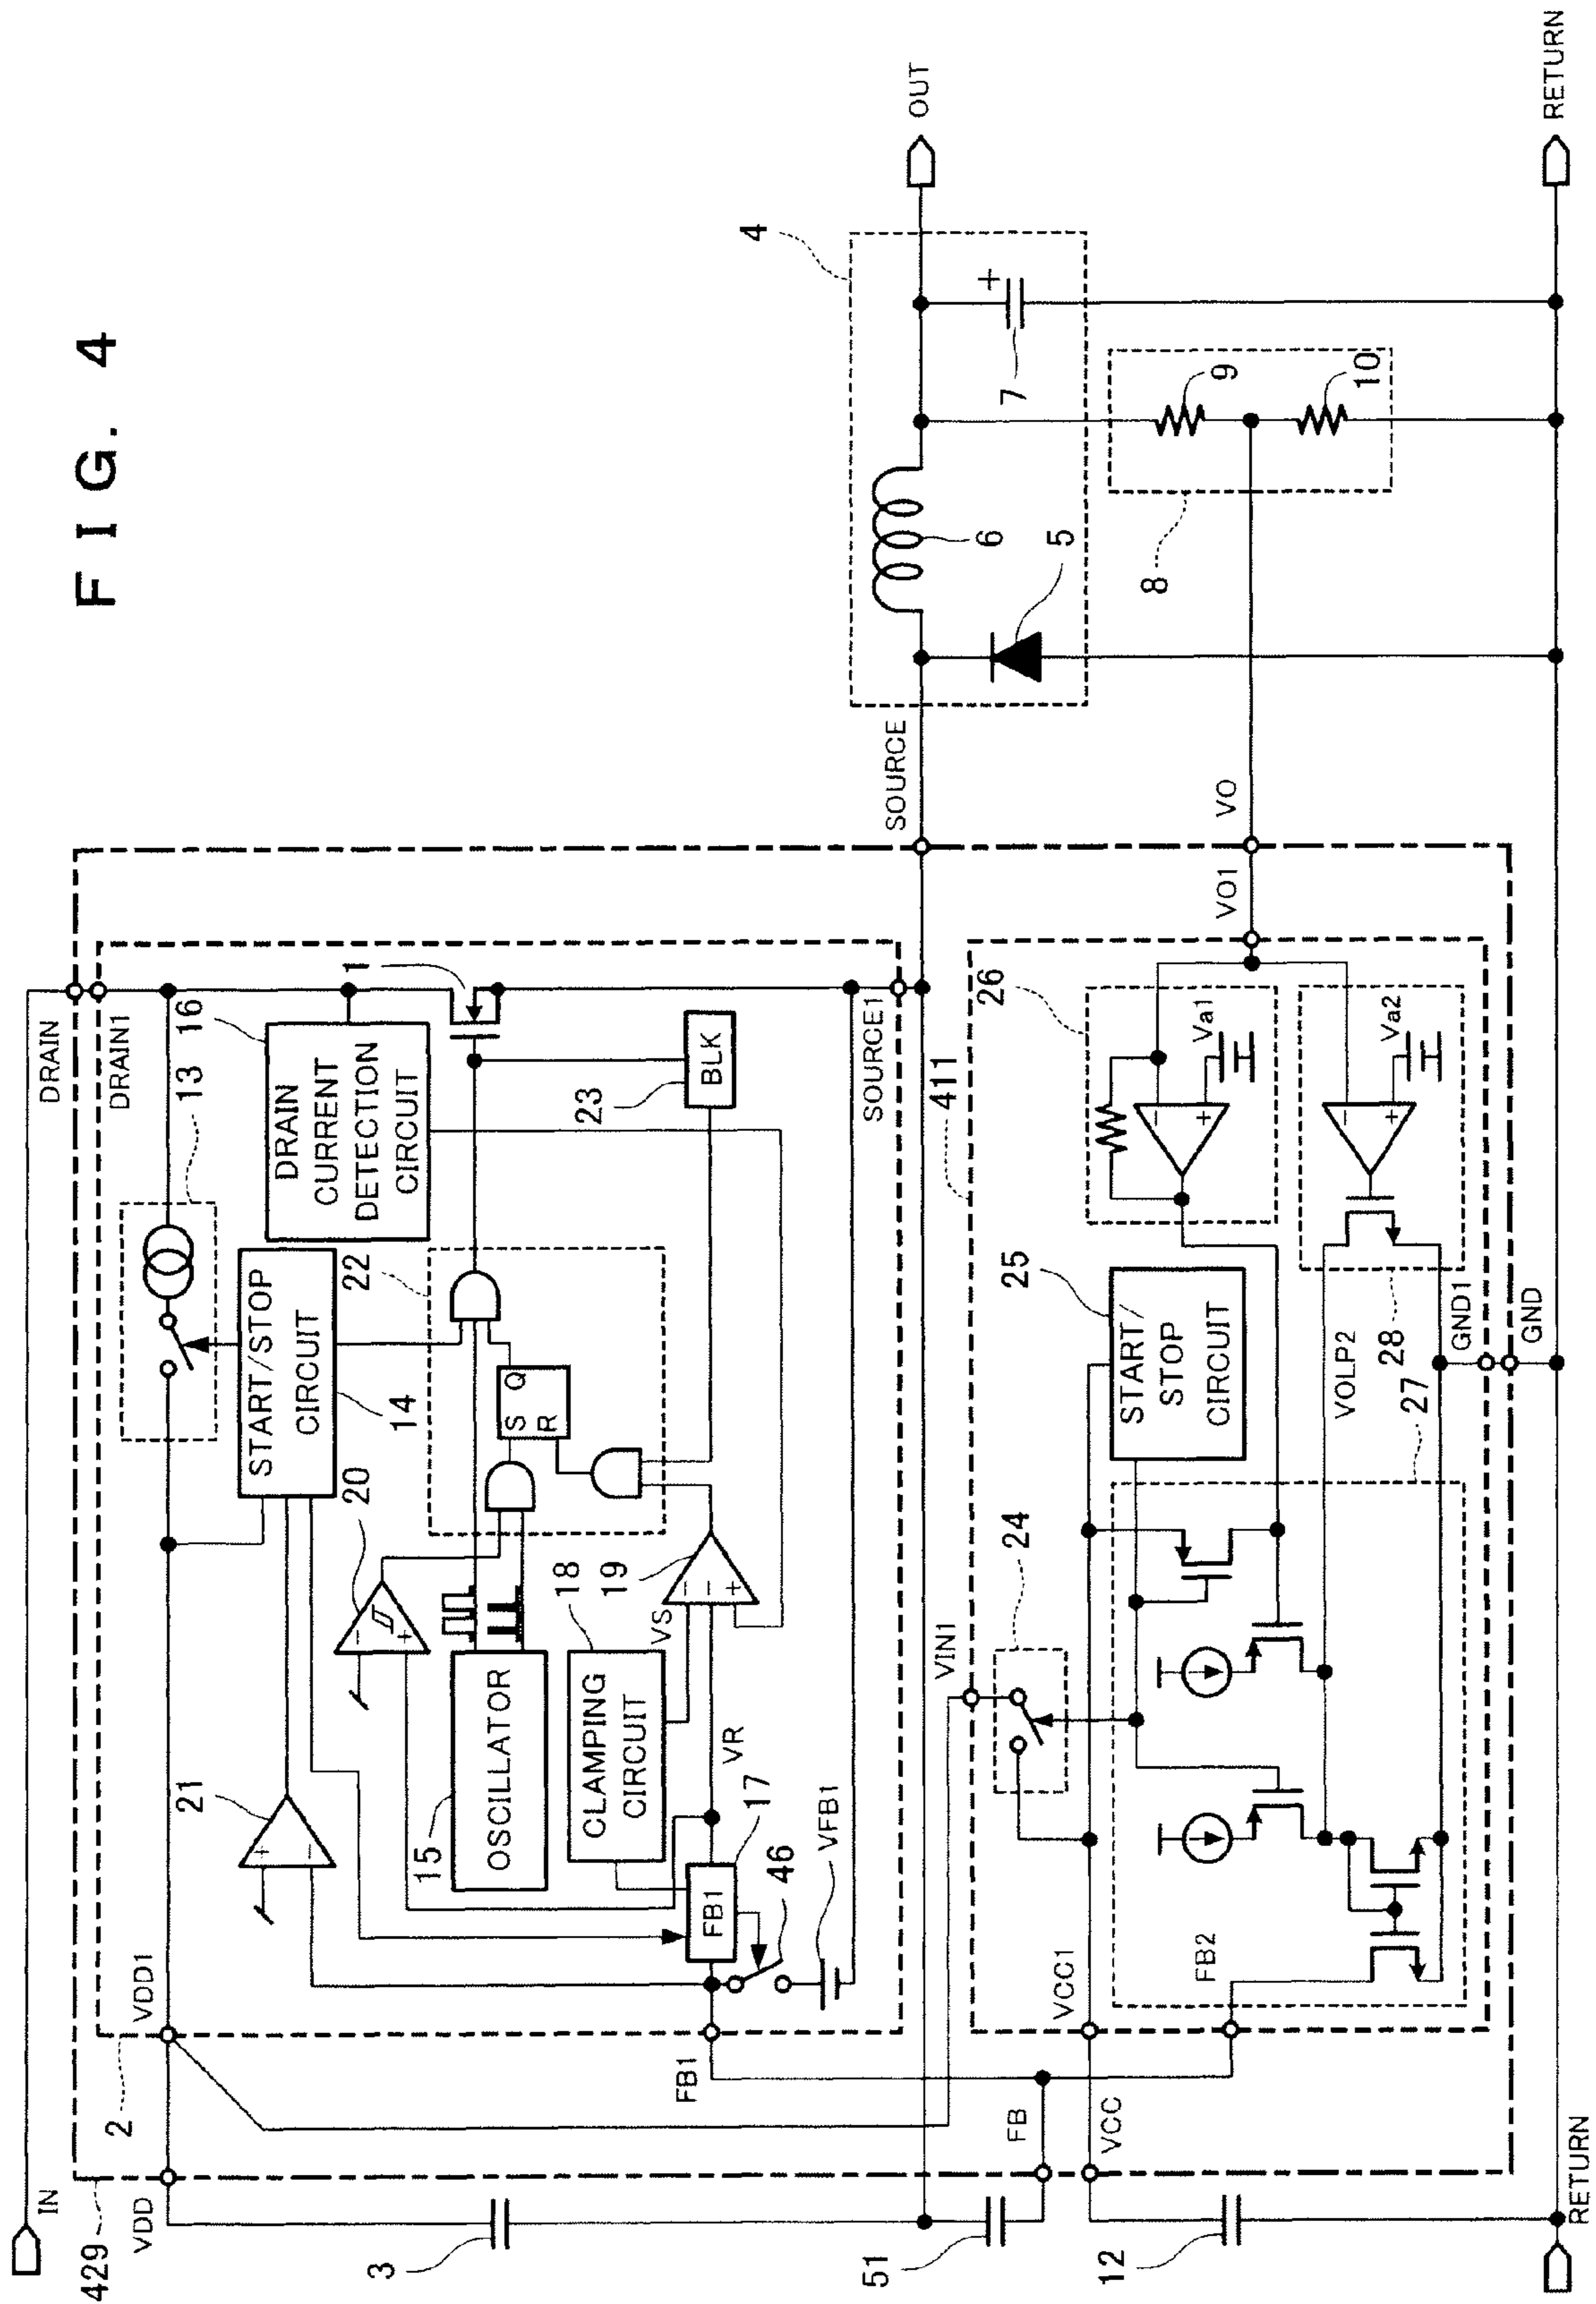 FIG. 4
IN
DRAIN
DRAIN1
429
2
VDD
VDD1
13
16
DRAIN
CURRENT
DETECTION
CIRCUIT
1
START/STOP
CIRCUIT
14
21
+
−
20
−
+
22
S
Q
R
23
BLK
15
OSCILLATOR
18
CLAMPING
CIRCUIT
19
VS
−
−
+
VR
17
FB1
46
VFB1
FB1
SOURCE1
SOURCE
3
4
OUT
+
7
6
5
8
9
10
VO
VO1
411
VIN1
24
25
START/
STOP
CIRCUIT
26
−
+
Va1
−
+
Va2
28
VOLP2
27
FB2
VCC1
FB
VCC
51
12
GND1
GND
RETURN
RETURN